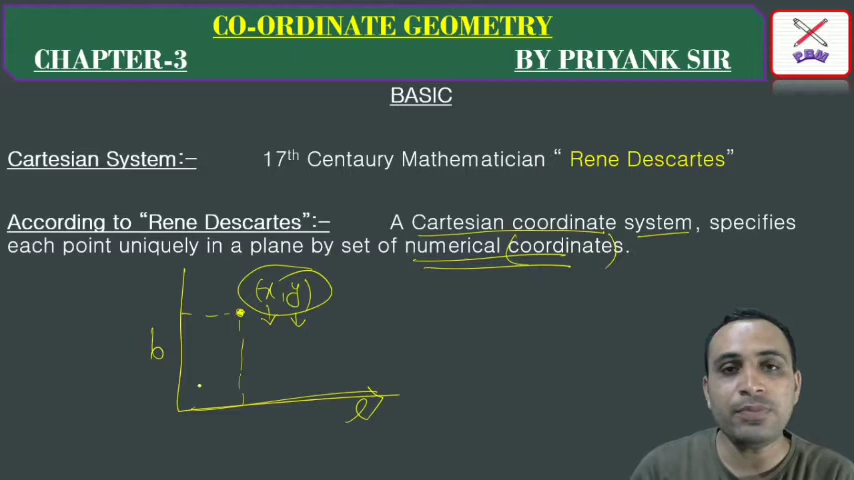 CO-ORDINATE GEOMETRY
CHAPTER-3
BY PRIYANK SIR
PBM
BASIC
Cartesian System:- 17th Centaury Mathematician “ Rene Descartes”
According to “Rene Descartes”:- A Cartesian coordinate system, specifies
each point uniquely in a plane by set of numerical coordinates.
(x,y)
b
l